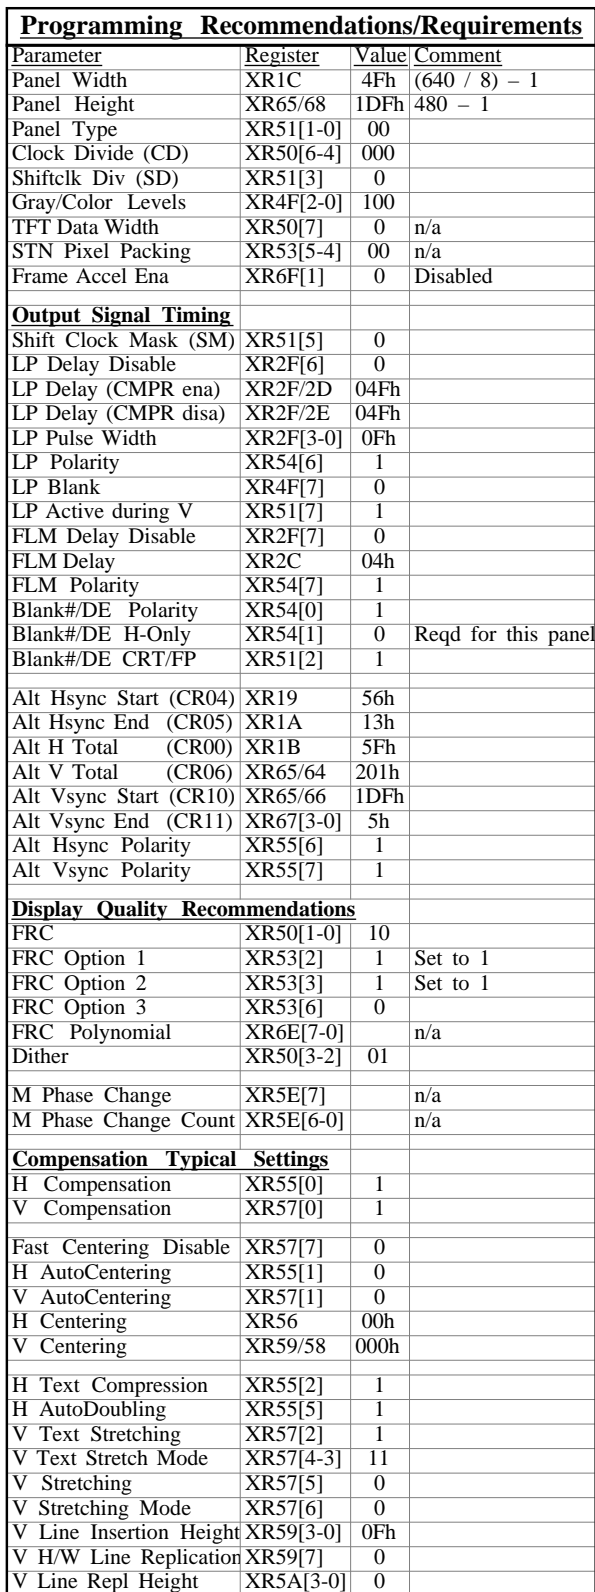 Programming Recommendations/Requirements
Parameter Register Value Comment
Panel Width XR1C 4Fh (640 / 8) – 1
Panel Height XR65/68 1DFh 480 – 1
Panel Type XR51[1-0] 00
Clock Divide (CD) XR50[6-4] 000
Shiftclk Div (SD) XR51[3] 0
Gray/Color Levels XR4F[2-0] 100
TFT Data Width XR50[7] 0 n/a
STN Pixel Packing XR53[5-4] 00 n/a
Frame Accel Ena XR6F[1] 0 Disabled
Output Signal Timing
Shift Clock Mask (SM) XR51[5] 0
LP Delay Disable XR2F[6] 0
LP Delay (CMPR ena) XR2F/2D 04Fh
LP Delay (CMPR disa) XR2F/2E 04Fh
LP Pulse Width XR2F[3-0] 0Fh
LP Polarity XR54[6] 1
LP Blank XR4F[7] 0
LP Active during V XR51[7] 1
FLM Delay Disable XR2F[7] 0
FLM Delay XR2C 04h
FLM Polarity XR54[7] 1
Blank#/DE Polarity XR54[0] 1
Blank#/DE H-Only XR54[1] 0 Reqd for this panel
Blank#/DE CRT/FP XR51[2] 1
Alt Hsync Start (CR04) XR19 56h
Alt Hsync End (CR05) XR1A 13h
Alt H Total (CR00) XR1B 5Fh
Alt V Total (CR06) XR65/64 201h
Alt Vsync Start (CR10) XR65/66 1DFh
Alt Vsync End (CR11) XR67[3-0] 5h
Alt Hsync Polarity XR55[6] 1
Alt Vsync Polarity XR55[7] 1
Display Quality Recommendations
FRC XR50[1-0] 10
FRC Option 1 XR53[2] 1 Set to 1
FRC Option 2 XR53[3] 1 Set to 1
FRC Option 3 XR53[6] 0
FRC Polynomial XR6E[7-0] n/a
Dither XR50[3-2] 01
M Phase Change XR5E[7] n/a
M Phase Change Count XR5E[6-0] n/a
Compensation Typical Settings
H Compensation XR55[0] 1
V Compensation XR57[0] 1
Fast Centering Disable XR57[7] 0
H AutoCentering XR55[1] 0
V AutoCentering XR57[1] 0
H Centering XR56 00h
V Centering XR59/58 000h
H Text Compression XR55[2] 1
H AutoDoubling XR55[5] 1
V Text Stretching XR57[2] 1
V Text Stretch Mode XR57[4-3] 11
V Stretching XR57[5] 0
V Stretching Mode XR57[6] 0
V Line Insertion Height XR59[3-0] 0Fh
V H/W Line Replication XR59[7] 0
V Line Repl Height XR5A[3-0] 0